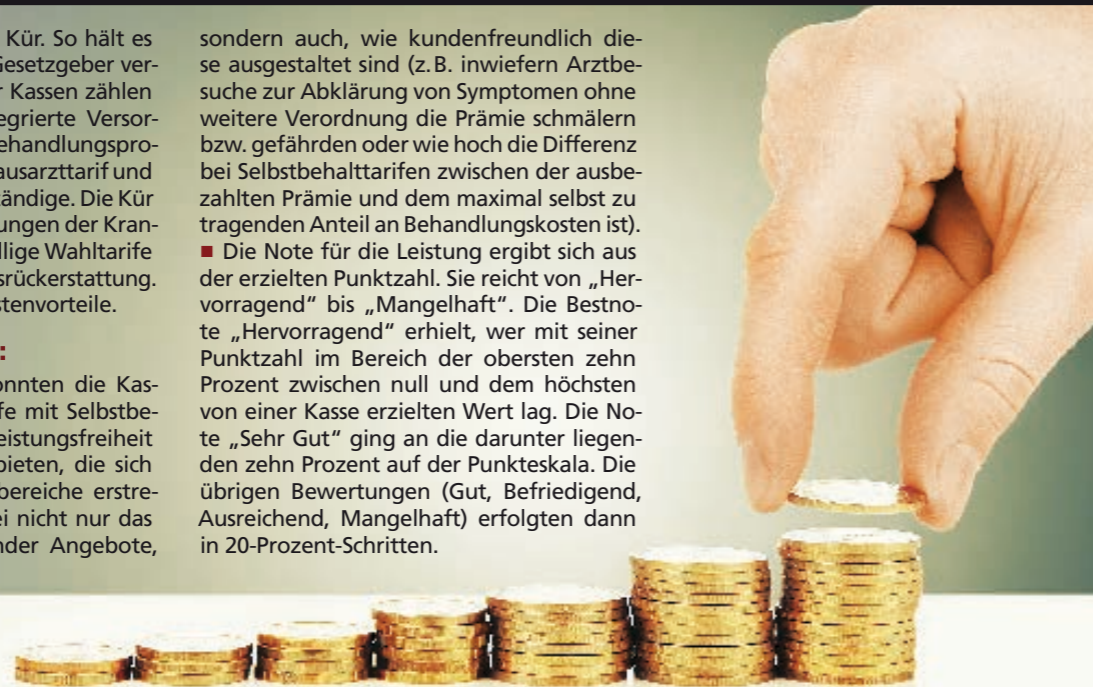 Kür. So hält es
Gesetzgeber ver-
Kassen zählen
egrierte Versor-
ehandlungspro-
ausarzttarif und
tändige. Die Kür
ungen der Kran-
llige Wahltarife
srückerstattung.
stenvorteile.
:
onnten die Kas-
fe mit Selbstbe-
eistungsfreiheit
bieten, die sich
bereiche erstre-
ei nicht nur das
nder Angebote,
sondern auch, wie kundenfreundlich die-
se ausgestaltet sind (z.B. inwiefern Arztbe-
suche zur Abklärung von Symptomen ohne
weitere Verordnung die Prämie schmälern
bzw. gefährden oder wie hoch die Differenz
bei Selbstbehalttarifen zwischen der ausbe-
zahlten Prämie und dem maximal selbst zu
tragenden Anteil an Behandlungskosten ist).
■ Die Note für die Leistung ergibt sich aus
der erzielten Punktzahl. Sie reicht von „Her-
vorragend“ bis „Mangelhaft“. Die Bestno-
te „Hervorragend“ erhielt, wer mit seiner
Punktzahl im Bereich der obersten zehn
Prozent zwischen null und dem höchsten
von einer Kasse erzielten Wert lag. Die No-
te „Sehr Gut“ ging an die darunter liegen-
den zehn Prozent auf der Punkteskala. Die
übrigen Bewertungen (Gut, Befriedigend,
Ausreichend, Mangelhaft) erfolgten dann
in 20-Prozent-Schritten.